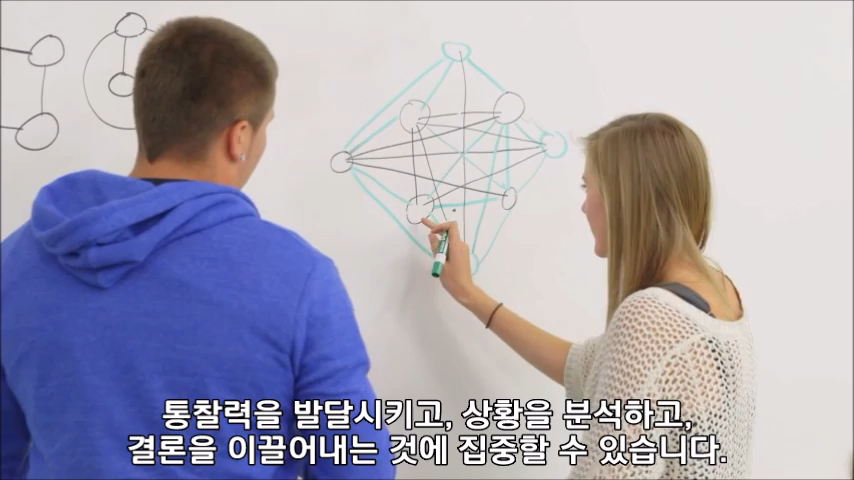 통찰력을 발달시키고, 상황을 분석하고,
결론을 이끌어내는 것에 집중할 수 있습니다.